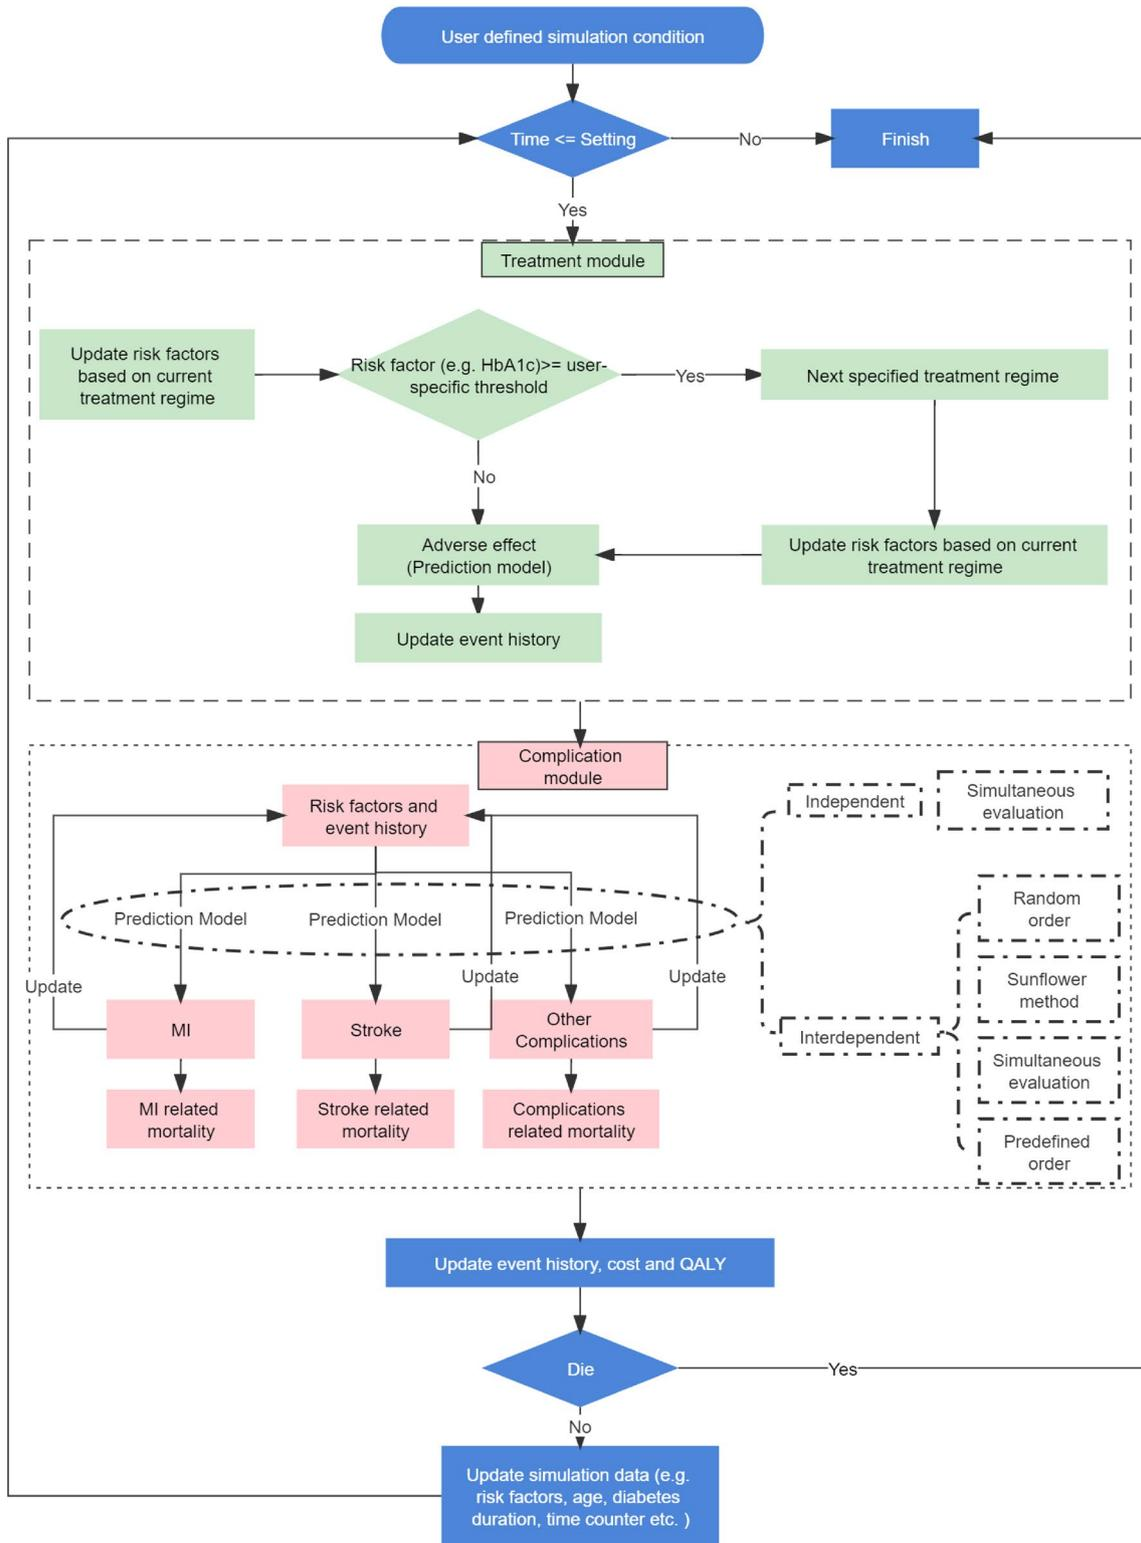 User defined simulation condition
Time <= Setting
No
Finish
Yes
Treatment module
Update risk factors
based on current
treatment regime
Risk factor (e.g. HbA1c)>= user-
specific threshold
Yes
Next specified treatment regime
No
Adverse effect
(Prediction model)
Update risk factors based on current
treatment regime
Update event history
Complication
module
Risk factors and
event history
Independent
Simultaneous
evaluation
Prediction Model
Prediction Model
Prediction Model
Random
order
Update
Update
Update
Sunflower
method
MI
Stroke
Other
Complications
Interdependent
Simultaneous
evaluation
MI related
mortality
Stroke related
mortality
Complications
related mortality
Predefined
order
Update event history, cost and QALY
Die
Yes
No
Update simulation data (e.g.
risk factors, age, diabetes
duration, time counter etc. )